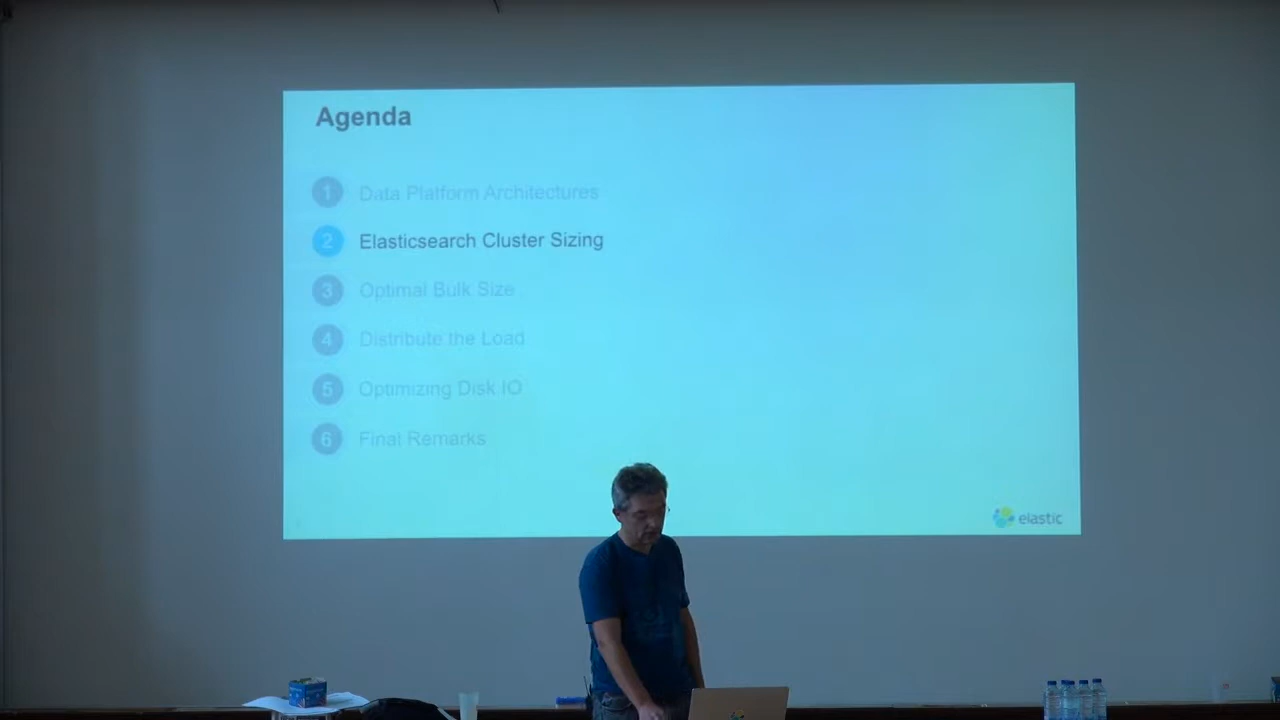 Agenda
1 Data Platform Architectures
2 Elasticsearch Cluster Sizing
3 Optimal Bulk Size
4 Distribute the Load
5 Optimizing Disk IO
6 Final Remarks
elastic